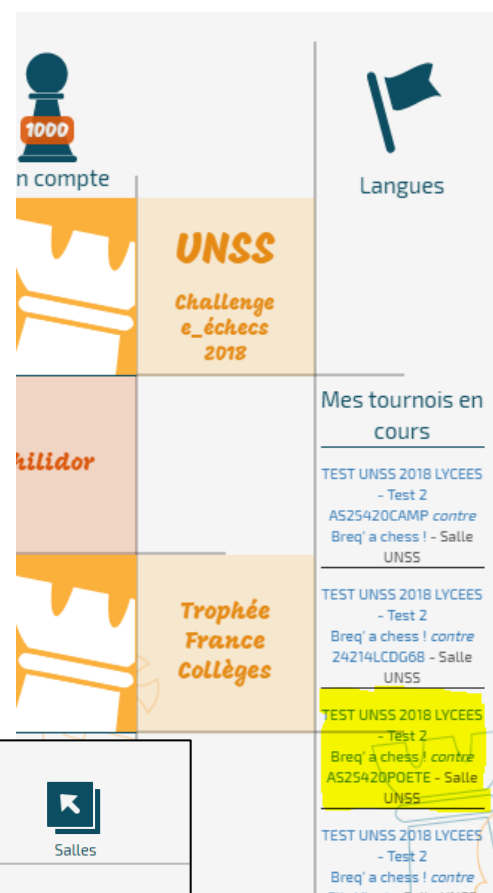 1000
n compte
Langues
UNSS
Challenge
e_échecs
2018
Mes tournois en
cours
hilidor
TEST UNSS 2018 LYCEES
- Test 2
AS25420CAMP contre
Breq' a chess ! - Salle
UNSS
TEST UNSS 2018 LYCEES
- Test 2
Breq' a chess ! contre
24214LCDG68 - Salle
UNSS
Trophée
France
Collèges
TEST UNSS 2018 LYCEES
- Test 2
Breq' a chess ! contre
AS25420POETE - Salle
UNSS
Salles
TEST UNSS 2018 LYCEES
- Test 2
Breq' a chess ! contre